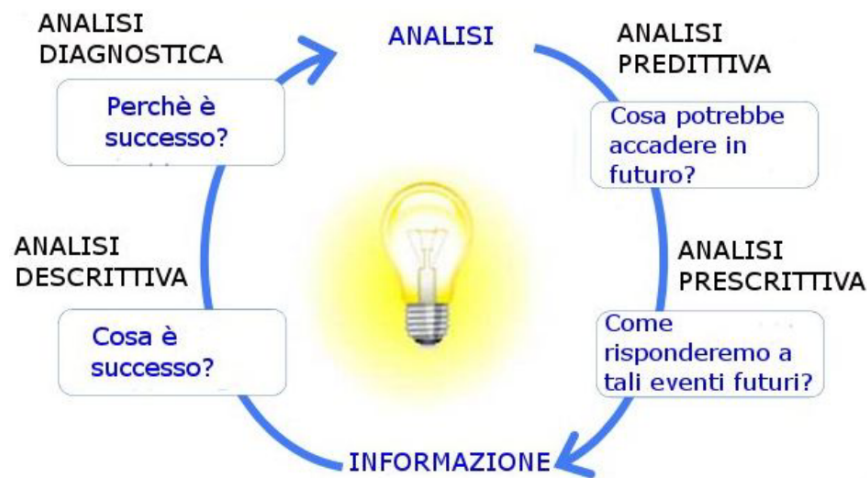 ANALISI
DIAGNOSTICA
Perchè è
successo?
ANALISI
ANALISI
PREDITTIVA
Cosa potrebbe
accadere in
futuro?
ANALISI
DESCRITTIVA
Cosa è
successo?
ANALISI
PRESCRITTIVA
Come
risponderemo a
tali eventi futuri?
INFORMAZIONE